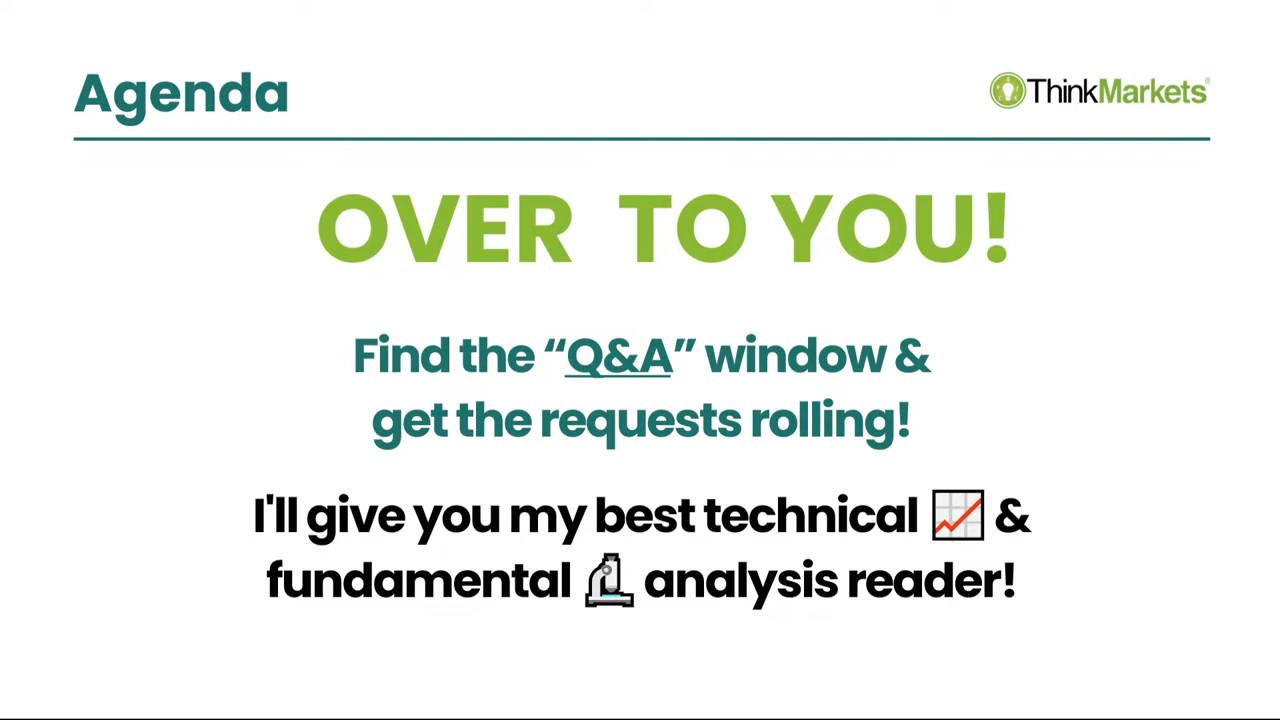 Agenda
ThinkMarkets®
OVER TO YOU!
Find the “Q&A” window &
get the requests rolling!
I'll give you my best technical 📈 &
fundamental 🔬 analysis reader!